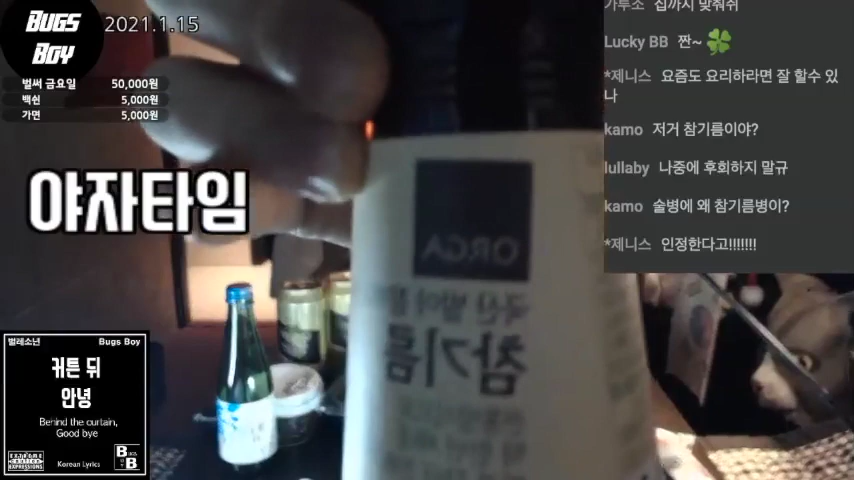 BUGS
BOY
2021.1.15
벌써 금요일 50,000원
백쉰 5,000원
가면 5,000원
야자타임
가루소 집까지 맞춰쥐
Lucky BB 짠~
*제니스 요즘도 요리하라면 잘 할수 있
나
kamo 저거 참기름이야?
lullaby 나중에 후회하지 말규
kamo 술병에 왜 참기름병이?
*제니스 인정한다고!!!!!!!
ORGA
국산
참기름
벌레소년 Bugs Boy
커튼 뒤
안녕
Behind the curtain,
Good bye
EXPRESSIONS
Korean Lyrics
B
B